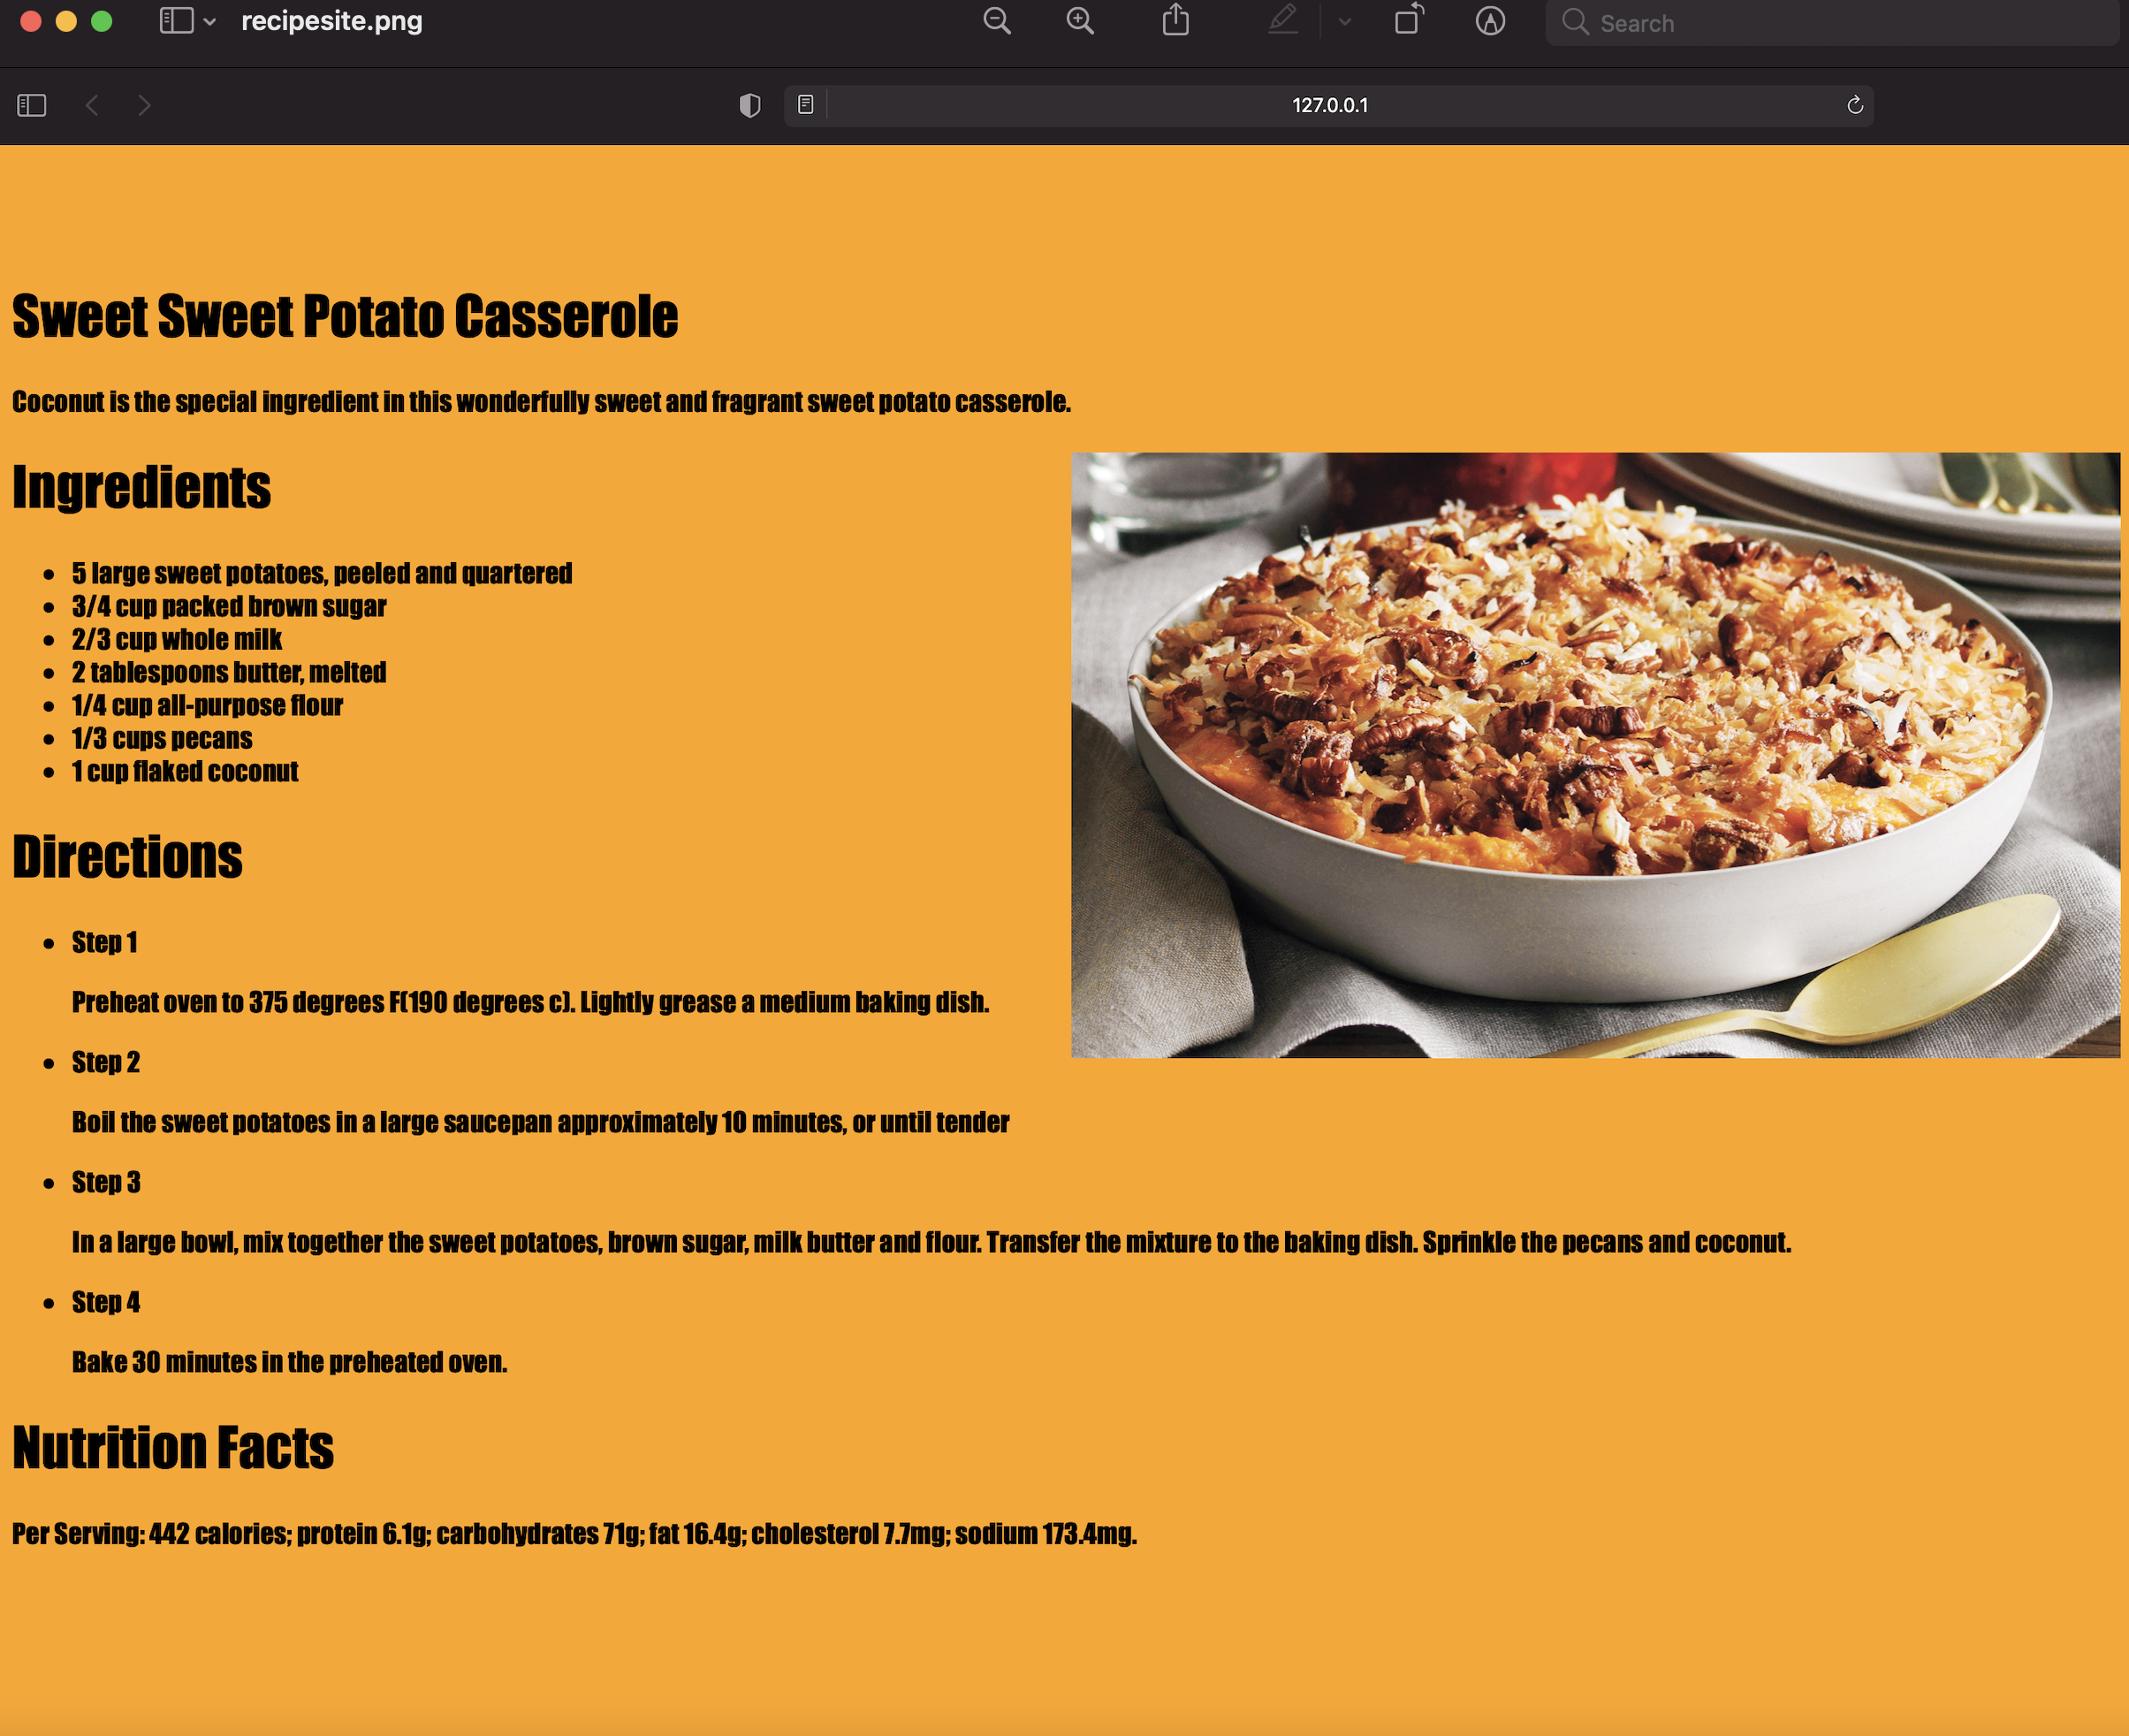 recipesite.png
Search
127.0.0.1
Sweet Sweet Potato Casserole
Coconut is the special ingredient in this wonderfully sweet and fragrant sweet potato casserole.
Ingredients
5 large sweet potatoes, peeled and quartered
3/4 cup packed brown sugar
2/3 cup whole milk
2 tablespoons butter, melted
1/4 cup all-purpose flour
1/3 cups pecans
1 cup flaked coconut
Directions
Step 1
Preheat oven to 375 degrees F(190 degrees c). Lightly grease a medium baking dish.
Step 2
Boil the sweet potatoes in a large saucepan approximately 10 minutes, or until tender
Step 3
In a large bowl, mix together the sweet potatoes, brown sugar, milk butter and flour. Transfer the mixture to the baking dish. Sprinkle the pecans and coconut.
Step 4
Bake 30 minutes in the preheated oven.
Nutrition Facts
Per Serving: 442 calories; protein 6.1g; carbohydrates 71g; fat 16.4g; cholesterol 7.7mg; sodium 173.4mg.